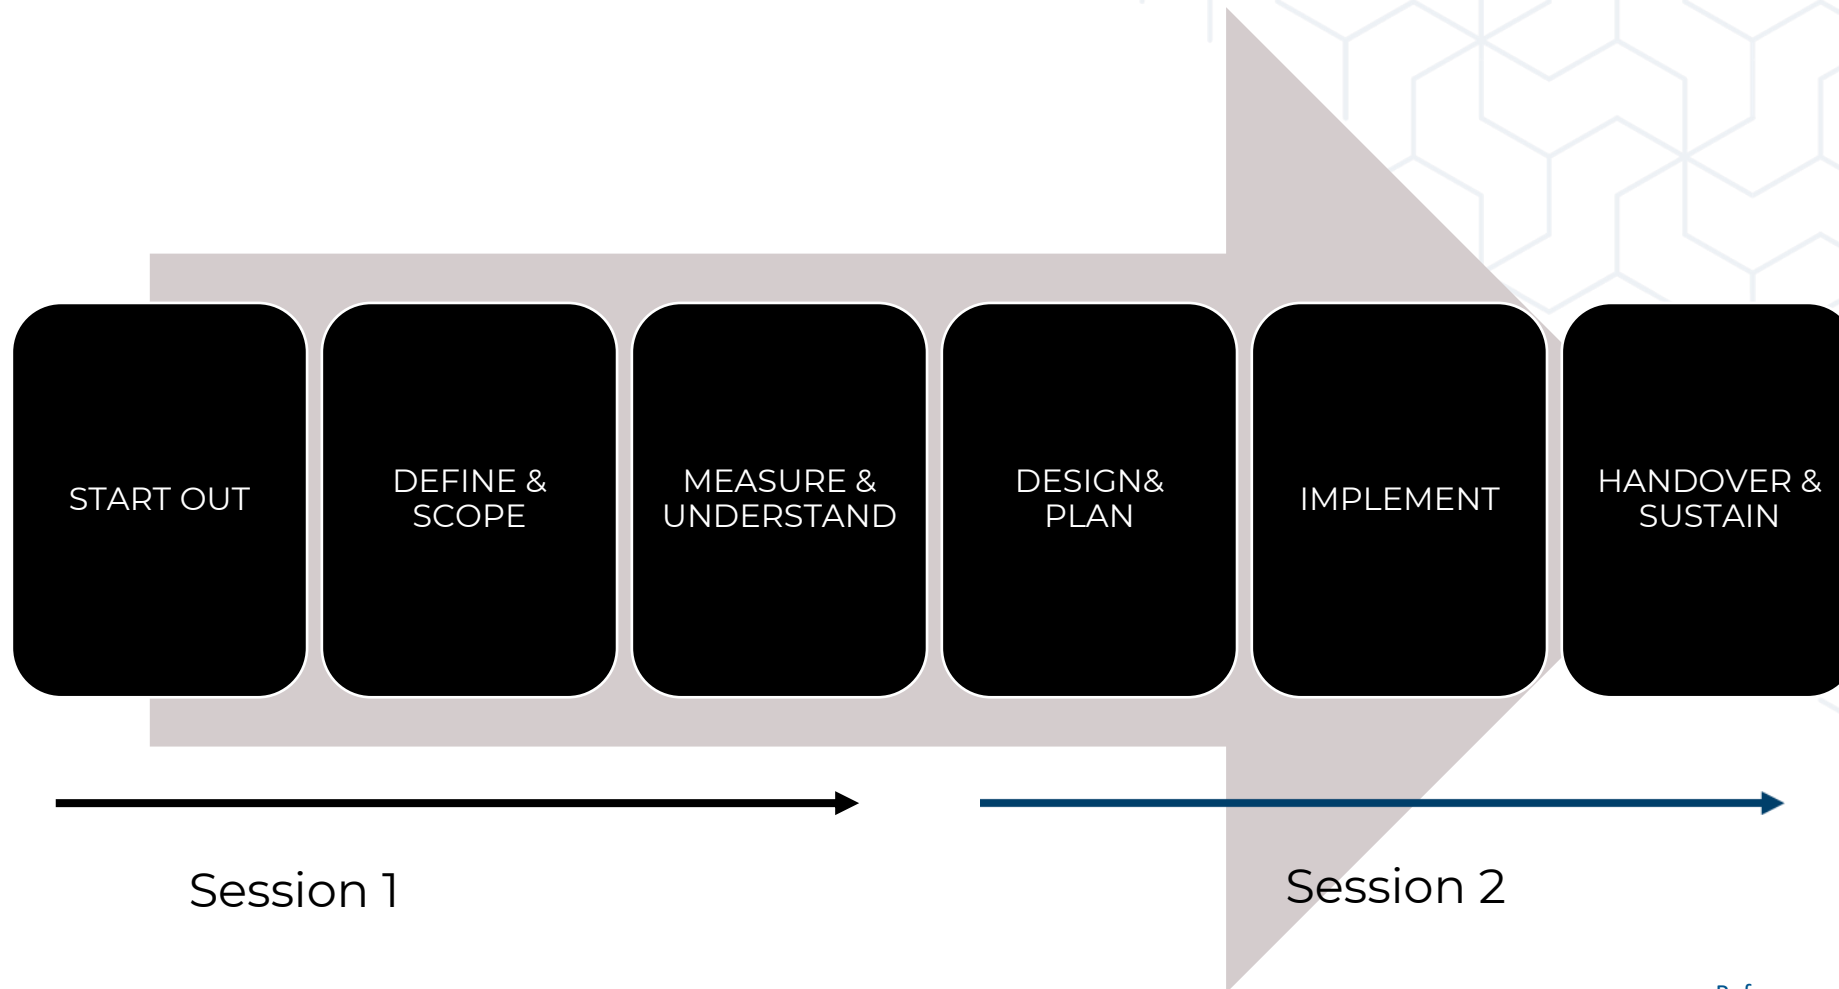 START OUT
DEFINE &
SCOPE
MEASURE &
UNDERSTAND
DESIGN&
PLAN
IMPLEMENT
HANDOVER &
SUSTAIN
Session 1
Session 2